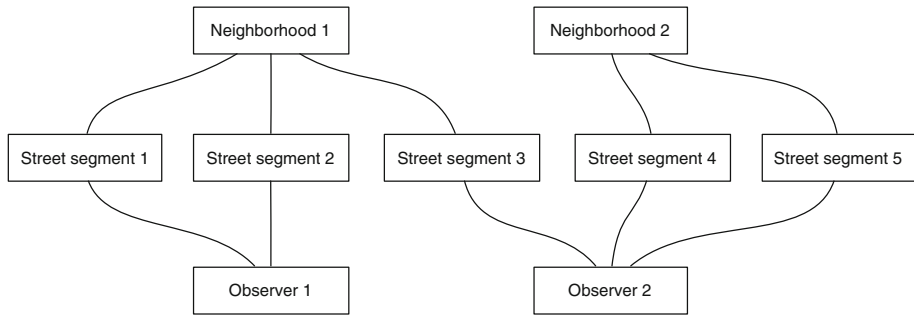 Neighborhood 1
Neighborhood 2
Street segment 1
Street segment 2
Street segment 3
Street segment 4
Street segment 5
Observer 1
Observer 2